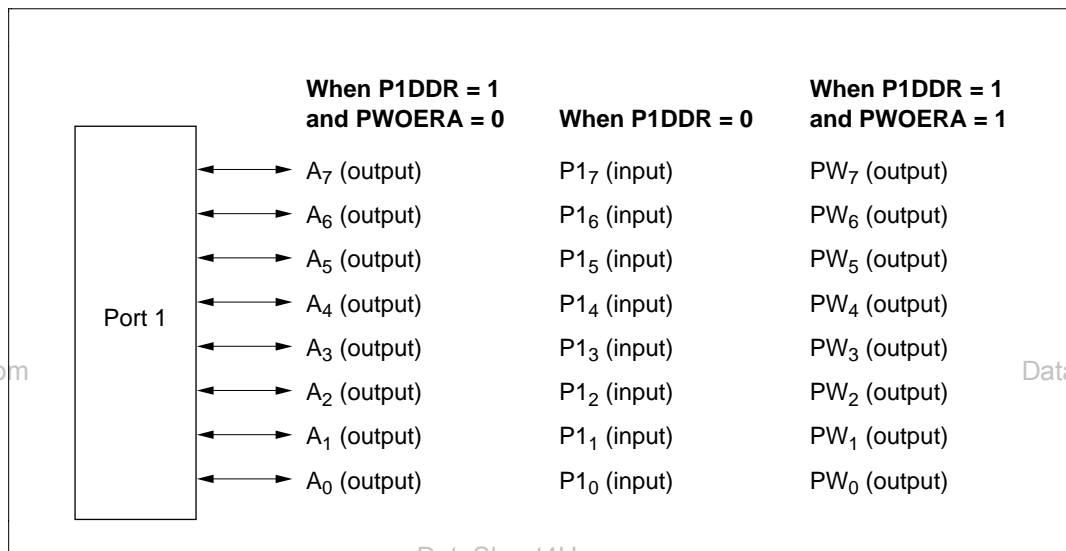 When P1DDR = 1 and PWOERA = 0
When P1DDR = 0
When P1DDR = 1 and PWOERA = 1
Port 1
A7 (output) P17 (input) PW7 (output)
A6 (output) P16 (input) PW6 (output)
A5 (output) P15 (input) PW5 (output)
A4 (output) P14 (input) PW4 (output)
A3 (output) P13 (input) PW3 (output)
A2 (output) P12 (input) PW2 (output)
A1 (output) P11 (input) PW1 (output)
A0 (output) P10 (input) PW0 (output)
om
Data